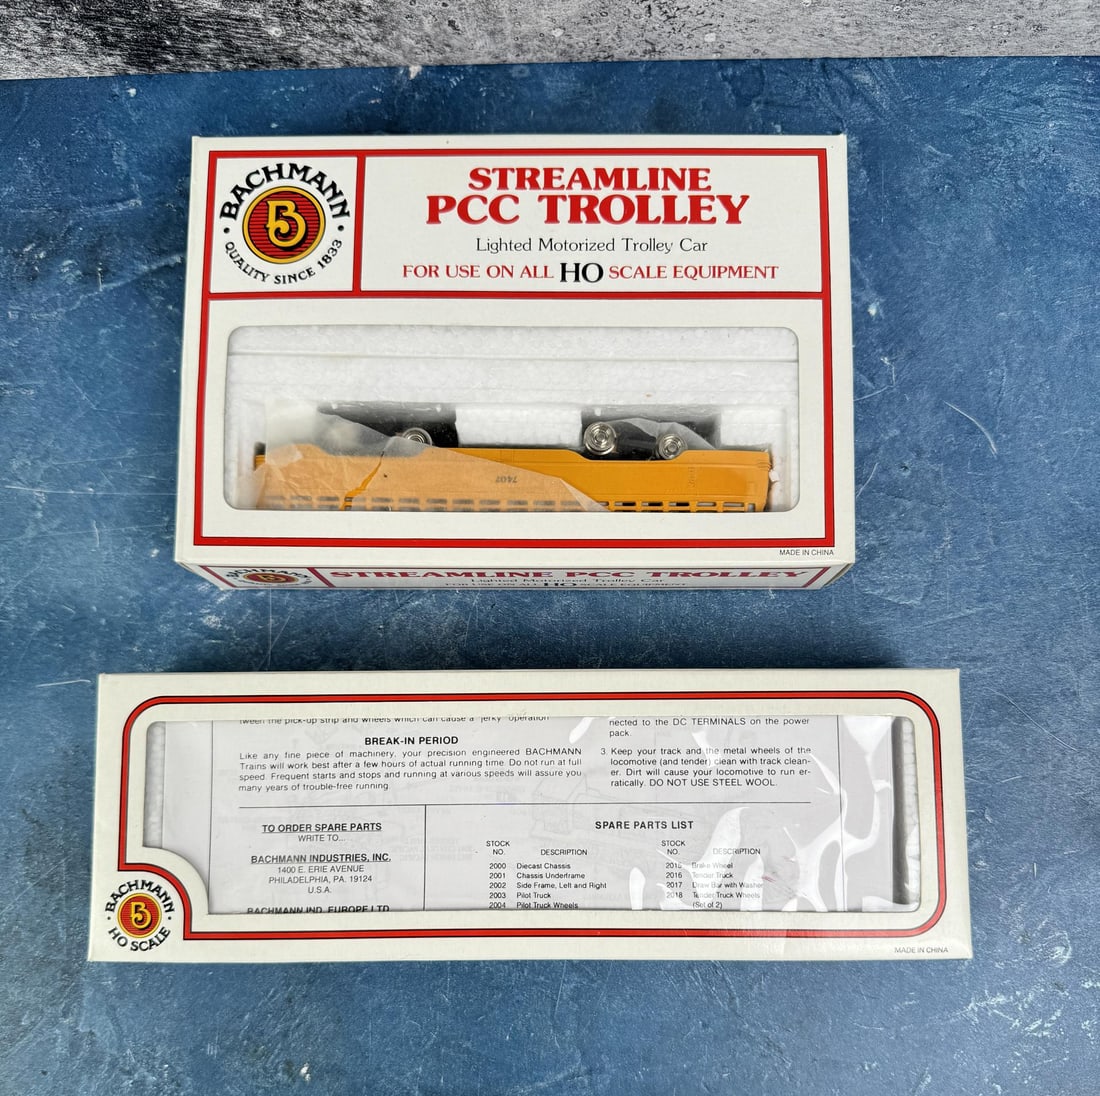 BACHMANN
B
QUALITY SINCE 1833
STREAMLINE
PCC TROLLEY
Lighted Motorized Trolley Car
FOR USE ON ALL HO SCALE EQUIPMENT
7407
MADE IN CHINA
BACHMANN
STREAMLINE PCC TROLLEY
Lighted Motorized Trolley Car
FOR USE ON ALL HO SCALE EQUIPMENT
tween the pick-up strip and wheels which can cause a "jerky" operation
BREAK-IN PERIOD
Like any fine piece of machinery, your precision engineered BACHMANN
Trains will work best after a few hours of actual running time. Do not run at full
speed. Frequent starts and stops and running at various speeds will assure you
many years of trouble-free running.
nected to the DC TERMINALS on the power
pack.
3. Keep your track and the metal wheels of the
locomotive (and tender) clean with track clean-
er. Dirt will cause your locomotive to run er-
ratically. DO NOT USE STEEL WOOL.
TO ORDER SPARE PARTS
WRITE TO...
BACHMANN INDUSTRIES, INC.
1400 E. ERIE AVENUE
PHILADELPHIA, PA. 19124
U.S.A.
BACHMANN IND. EUROPE LTD
SPARE PARTS LIST
STOCK
NO. DESCRIPTION
2000 Diecast Chassis
2001 Chassis Underframe
2002 Side Frame, Left and Right
2003 Pilot Truck
2004 Pilot Truck Wheels
STOCK
NO. DESCRIPTION
2015 Brake Wheel
2016 Tender Truck
2017 Draw Bar with Washer
2018 Tender Truck Wheels
(Set of 2)
BACHMANN
B
HO SCALE
MADE IN CHINA